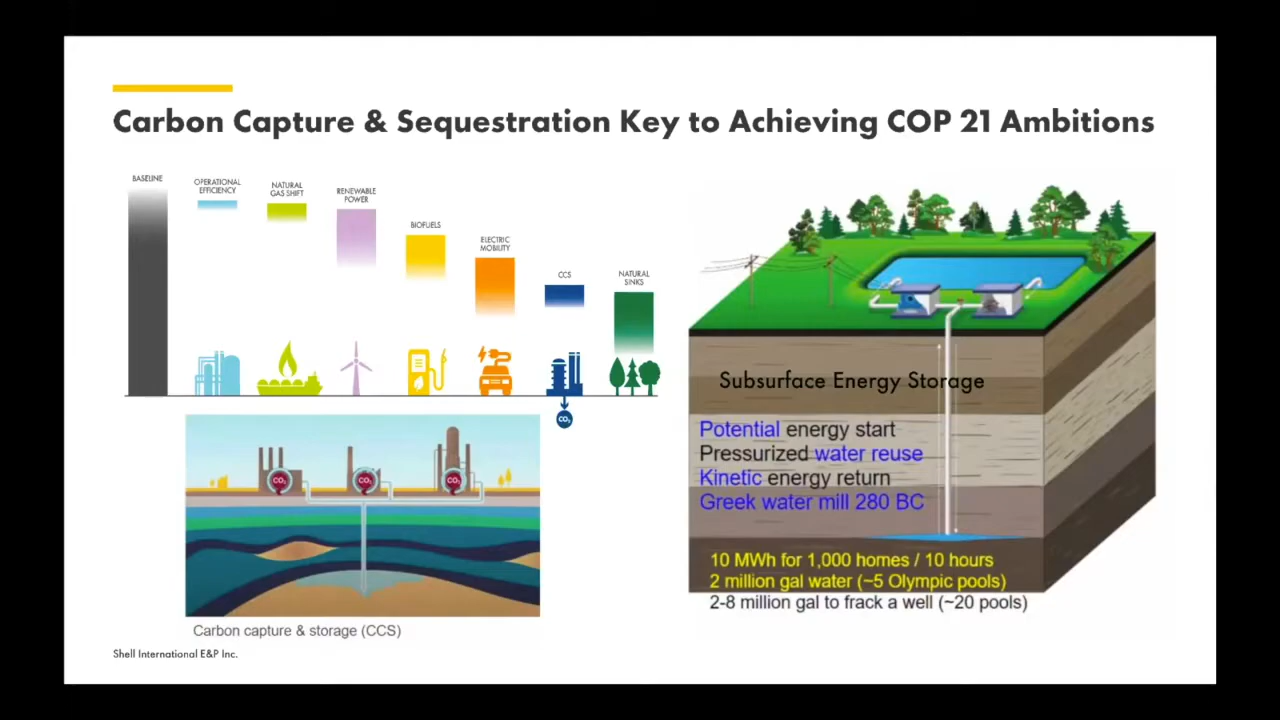 Carbon Capture & Sequestration Key to Achieving COP 21 Ambitions
BASELINE
OPERATIONAL
EFFICIENCY
NATURAL
GAS SHIFT
RENEWABLE
POWER
BIOFUELS
ELECTRIC
MOBILITY
CCS
NATURAL
SINKS
CO₂
CO₂
CO₂
CO₂
Carbon capture & storage (CCS)
Shell International E&P Inc.
Subsurface Energy Storage
Potential energy start
Pressurized water reuse
Kinetic energy return
Greek water mill 280 BC
10 MWh for 1,000 homes / 10 hours
2 million gal water (~5 Olympic pools)
2-8 million gal to frack a well (~20 pools)